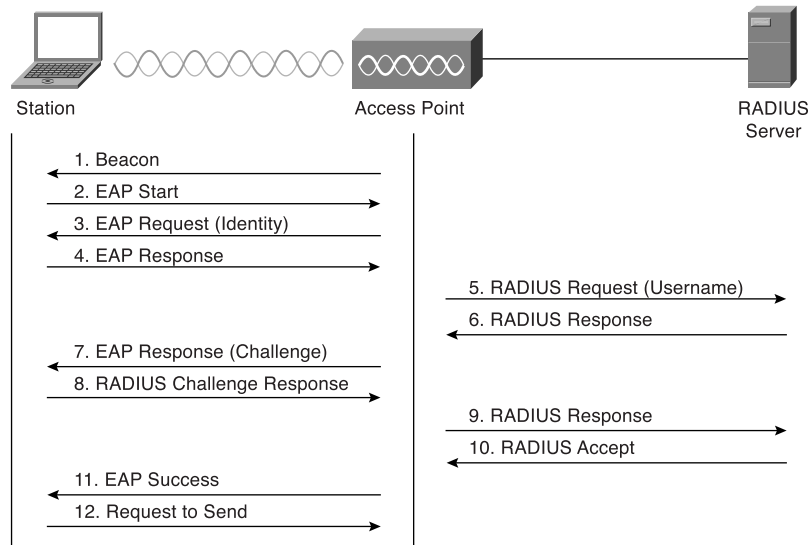 Station
Access Point
RADIUS
Server
1. Beacon
2. EAP Start
3. EAP Request (Identity)
4. EAP Response
5. RADIUS Request (Username)
6. RADIUS Response
7. EAP Response (Challenge)
8. RADIUS Challenge Response
9. RADIUS Response
10. RADIUS Accept
11. EAP Success
12. Request to Send